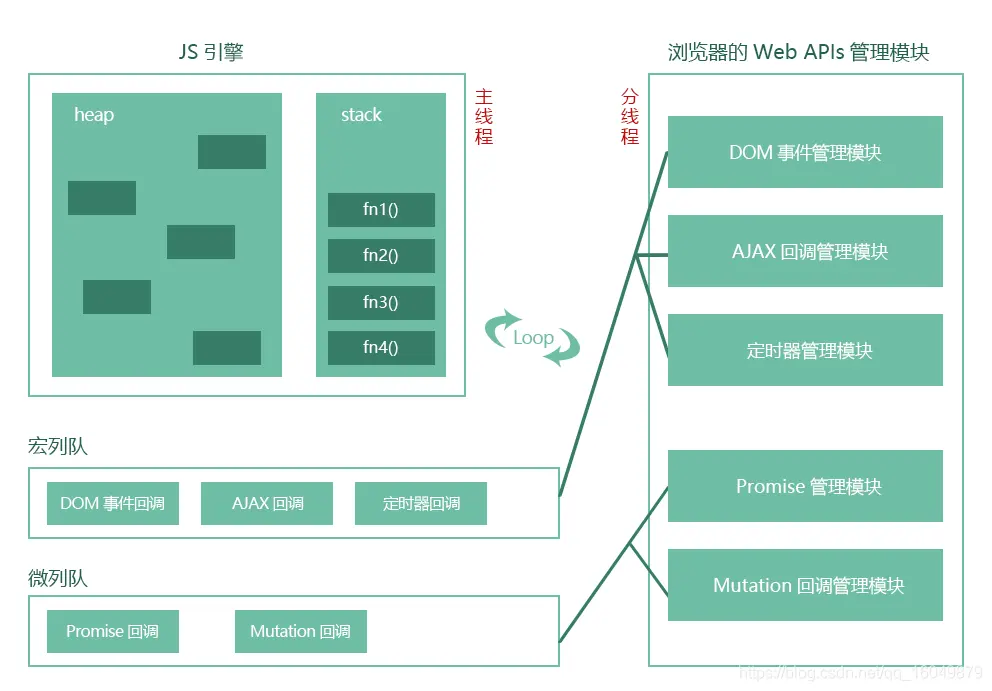 JS 引擎
浏览器的 Web APIs 管理模块
heap
stack
主线程
分线程
fn1()
fn2()
fn3()
fn4()
Loop
DOM 事件管理模块
AJAX 回调管理模块
定时器管理模块
Promise 管理模块
Mutation 回调管理模块
宏列队
DOM 事件回调
AJAX 回调
定时器回调
微列队
Promise 回调
Mutation 回调
https://blog.csdn.net/qq_16049879